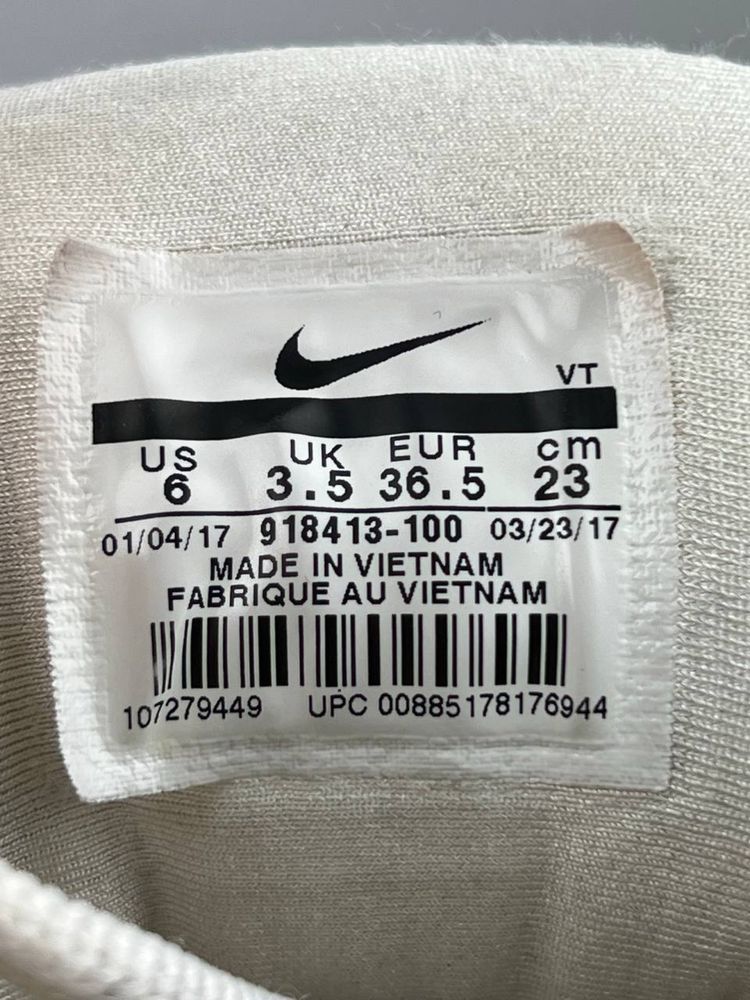 VT
US UK EUR cm
6 3.5 36.5 23
01/04/17 918413-100 03/23/17
MADE IN VIETNAM
FABRIQUE AU VIETNAM
107279449 UPC 00885178176944